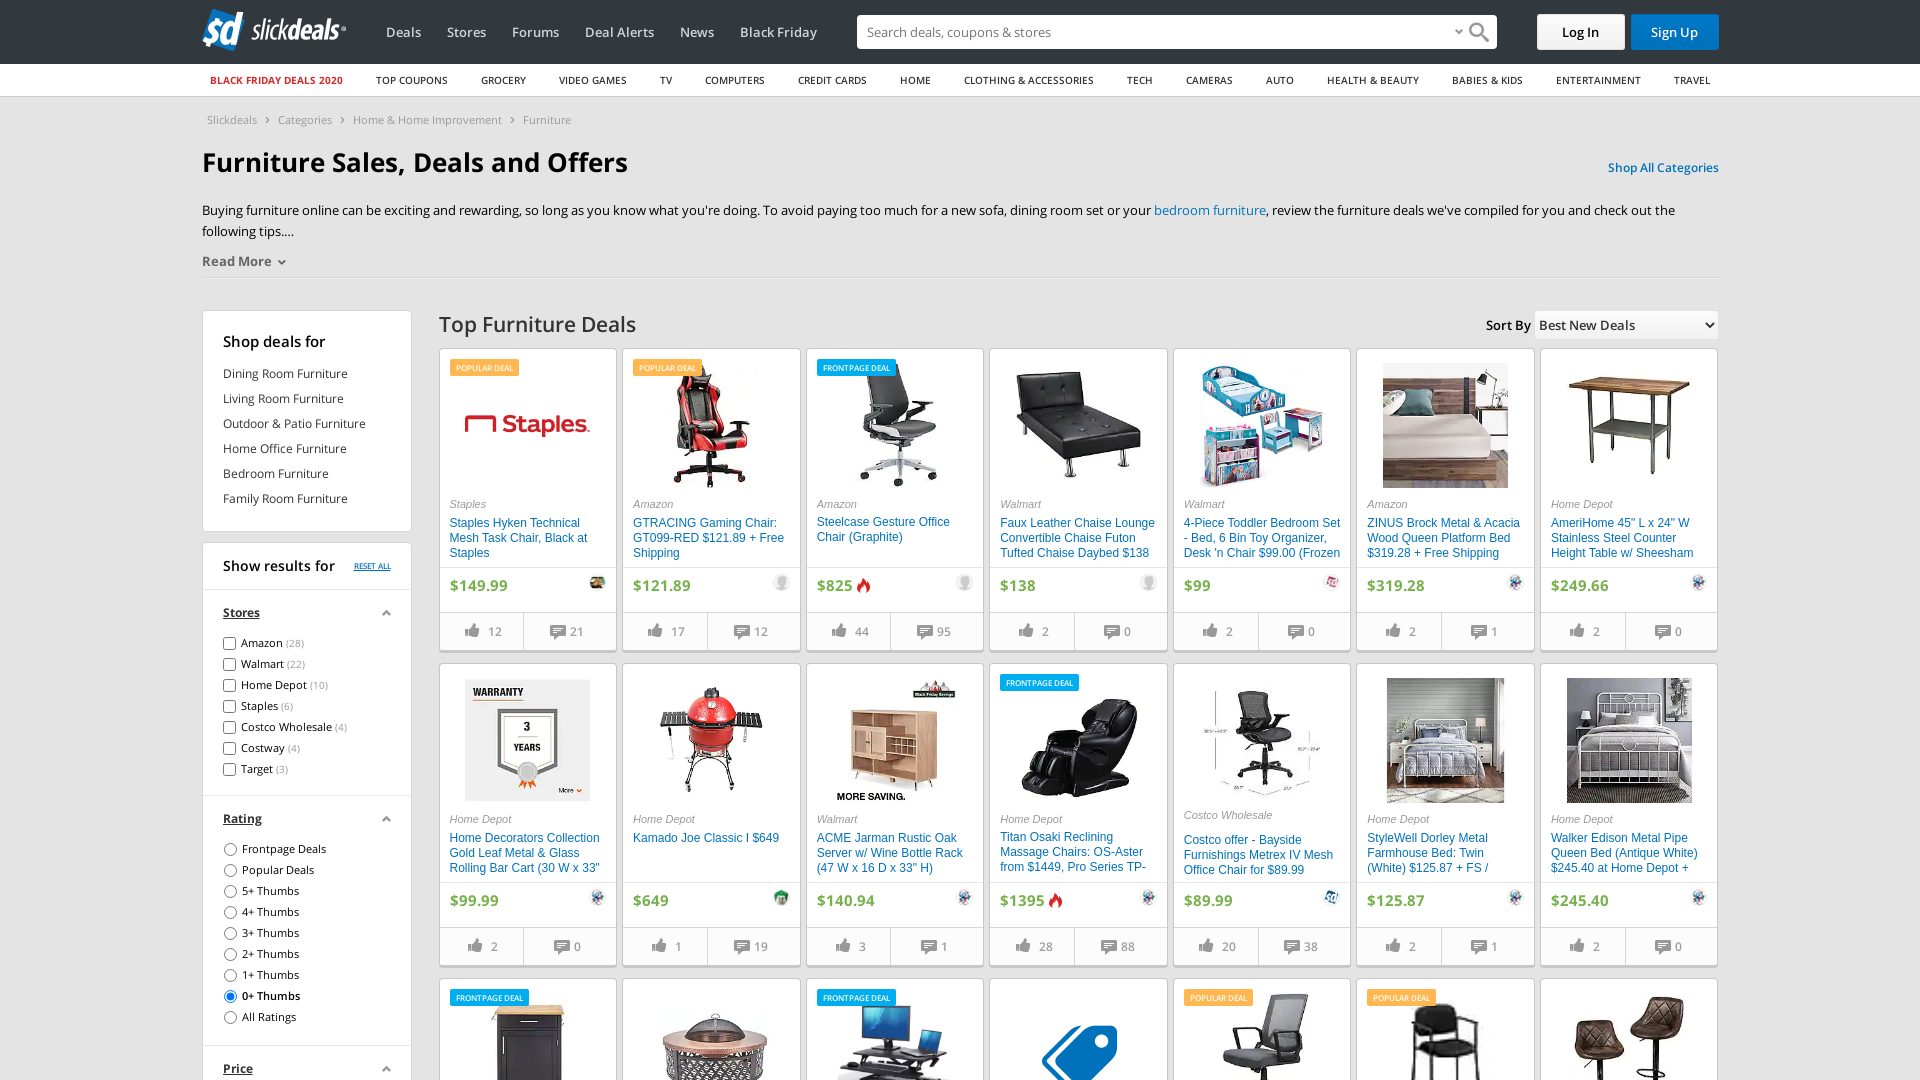 sd slickdeals
Deals
Stores
Forums
Deal Alerts
News
Black Friday
Search deals, coupons & stores
Log In
Sign Up
BLACK FRIDAY DEALS 2020
TOP COUPONS
GROCERY
VIDEO GAMES
TV
COMPUTERS
CREDIT CARDS
HOME
CLOTHING & ACCESSORIES
TECH
CAMERAS
AUTO
HEALTH & BEAUTY
BABIES & KIDS
ENTERTAINMENT
TRAVEL
Slickdeals > Categories > Home & Home Improvement > Furniture
Furniture Sales, Deals and Offers
Shop All Categories
Buying furniture online can be exciting and rewarding, so long as you know what you're doing. To avoid paying too much for a new sofa, dining room set or your bedroom furniture, review the furniture deals we've compiled for you and check out the
following tips....
Read More
Shop deals for
Dining Room Furniture
Living Room Furniture
Outdoor & Patio Furniture
Home Office Furniture
Bedroom Furniture
Family Room Furniture
Show results for
RESET ALL
Stores
Amazon (28)
Walmart (22)
Home Depot (10)
Staples (6)
Costco Wholesale (4)
Costway (4)
Target (3)
Rating
Frontpage Deals
Popular Deals
5+ Thumbs
4+ Thumbs
3+ Thumbs
2+ Thumbs
1+ Thumbs
0+ Thumbs
All Ratings
Price
Top Furniture Deals
Sort By
Best New Deals
POPULAR DEAL
Staples
Staples
Staples Hyken Technical
Mesh Task Chair, Black at
Staples
$149.99
12
21
POPULAR DEAL
Amazon
GTRACING Gaming Chair:
GT099-RED $121.89 + Free
Shipping
$121.89
17
12
FRONTPAGE DEAL
Amazon
Steelcase Gesture Office
Chair (Graphite)
$825
44
95
Walmart
Faux Leather Chaise Lounge
Convertible Chaise Futon
Tufted Chaise Daybed $138
$138
2
0
Walmart
4-Piece Toddler Bedroom Set
- Bed, 6 Bin Toy Organizer,
Desk 'n Chair $99.00 (Frozen
$99
2
0
Amazon
ZINUS Brock Metal & Acacia
Wood Queen Platform Bed
$319.28 + Free Shipping
$319.28
2
1
Home Depot
AmeriHome 45" L x 24" W
Stainless Steel Counter
Height Table w/ Sheesham
$249.66
2
0
WARRANTY
3
YEARS
More
Home Depot
Home Decorators Collection
Gold Leaf Metal & Glass
Rolling Bar Cart (30 W x 33"
$99.99
2
0
Home Depot
Kamado Joe Classic I $649
$649
1
19
Black Friday Savings
MORE SAVING.
Walmart
ACME Jarman Rustic Oak
Server w/ Wine Bottle Rack
(47 W x 16 D x 33" H)
$140.94
3
1
FRONTPAGE DEAL
Home Depot
Titan Osaki Reclining
Massage Chairs: OS-Aster
from $1449, Pro Series TP-
$1395
28
88
Costco Wholesale
Costco offer - Bayside
Furnishings Metrex IV Mesh
Office Chair for $89.99
$89.99
20
38
Home Depot
StyleWell Dorley Metal
Farmhouse Bed: Twin
(White) $125.87 + FS /
$125.87
2
1
Home Depot
Walker Edison Metal Pipe
Queen Bed (Antique White)
$245.40 at Home Depot +
$245.40
2
0
FRONTPAGE DEAL
FRONTPAGE DEAL
POPULAR DEAL
POPULAR DEAL